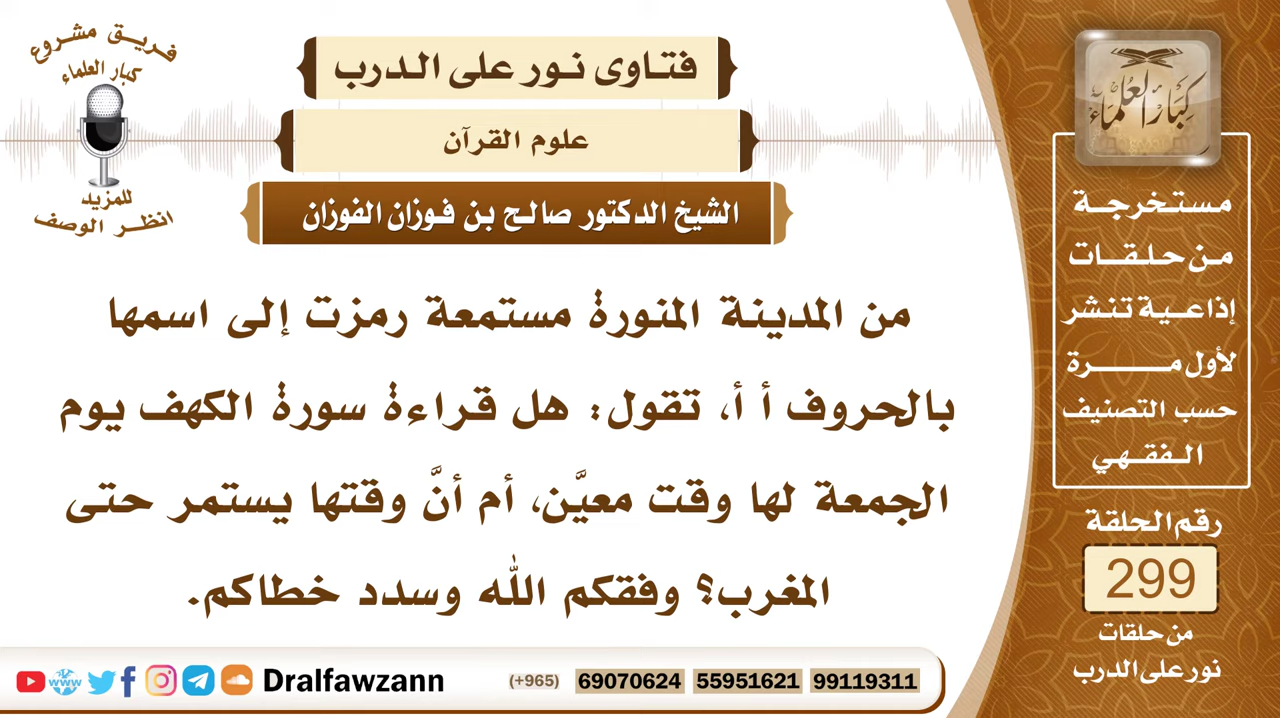 فريق مشروع
كبار العلماء
للمزيد
انظر الوصف
فتاوى نور على الدرب
علوم القرآن
الشيخ الدكتور صالح بن فوزان الفوزان
من المدينة المنورة مستمعة رمزت إلى اسمها
بالحروف أ أ، تقول: هل قراءة سورة الكهف يوم
الجمعة لها وقت معيَّن، أم أنَّ وقتها يستمر حتى
المغرب؟ وفقكم الله وسدد خطاكم.
كبار العلماء
مستخرجة
من حلقات
إذاعية تنشر
لأول مرة
حسب التصنيف
الفقهي
رقم الحلقة
299
من حلقات
نور على الدرب
www Dralfawzann (+965) 69070624 55951621 99119311